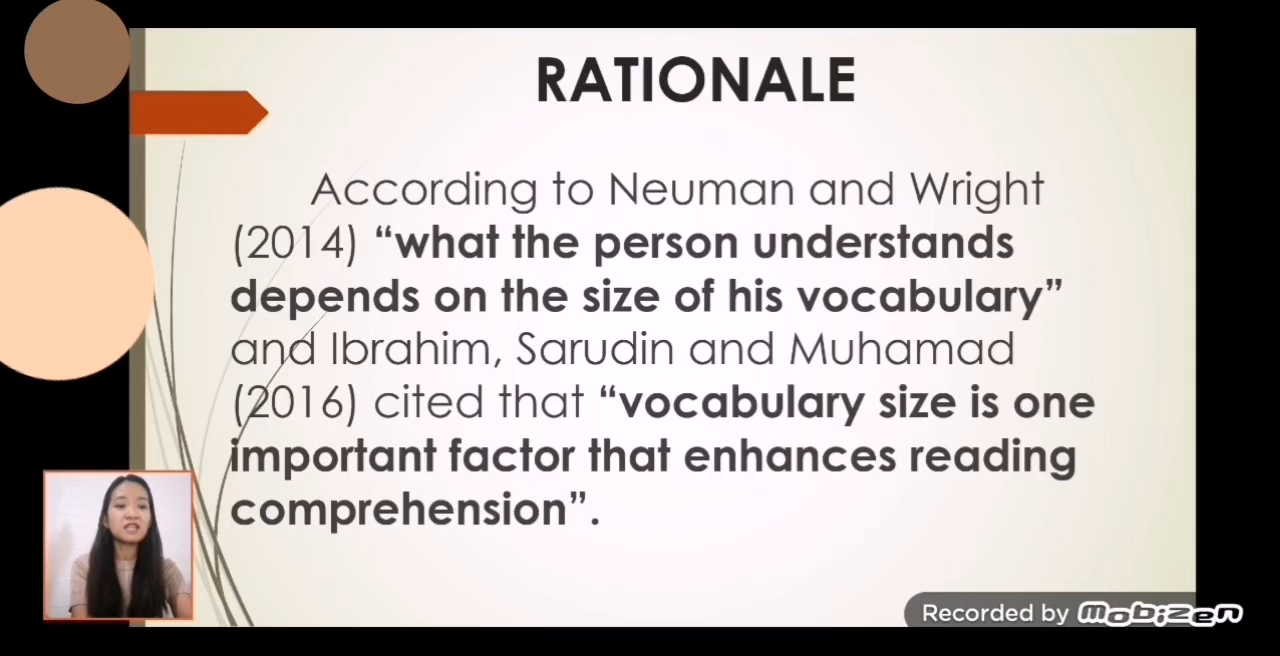 RATIONALE
According to Neuman and Wright
(2014) “what the person understands
depends on the size of his vocabulary”
and Ibrahim, Sarudin and Muhamad
(2016) cited that “vocabulary size is one
important factor that enhances reading
comprehension”.
Recorded by Mobizen